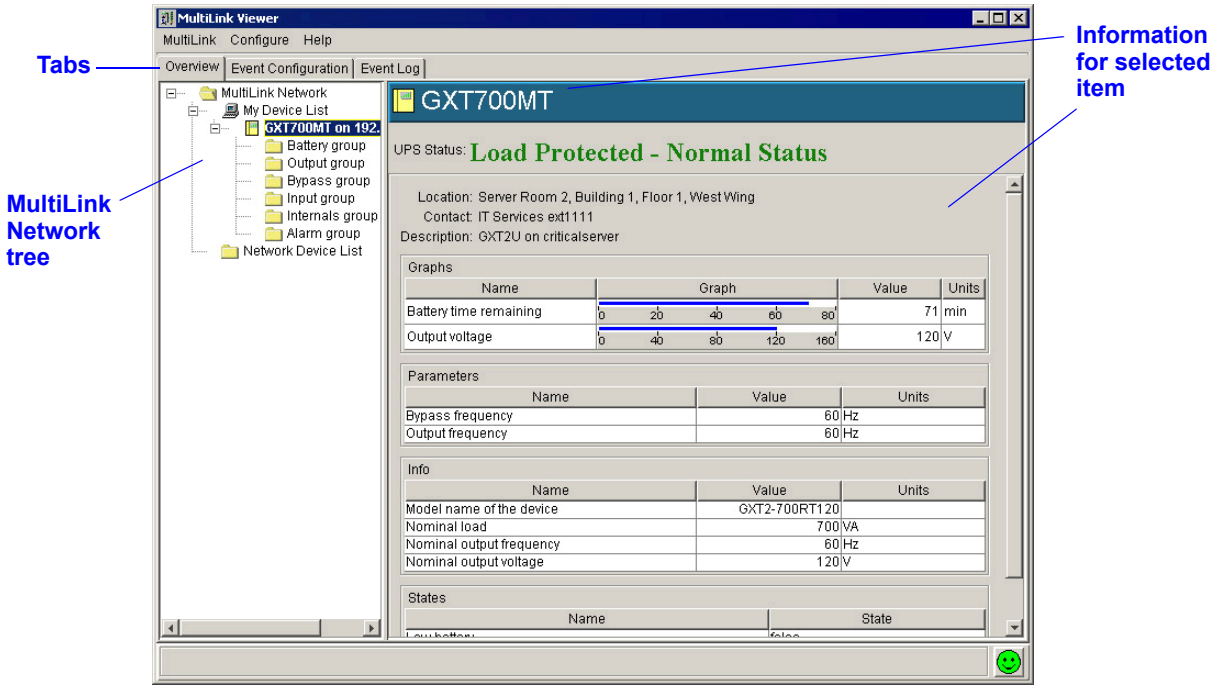 MultiLink Viewer
MultiLink Configure Help
Tabs
Overview Event Configuration Event Log
Information
for selected
item
MultiLink Network
My Device List
GXT700MT on 192.
Battery group
Output group
Bypass group
Input group
Internals group
Alarm group
Network Device List
MultiLink
Network
tree
GXT700MT
UPS Status: Load Protected - Normal Status
Location: Server Room 2, Building 1, Floor 1, West Wing
Contact: IT Services ext1111
Description: GXT2U on criticalserver
Graphs
Name Graph Value Units
Battery time remaining 0 20 40 60 80 71 min
Output voltage 0 40 80 120 160 120 V
Parameters
Name Value Units
Bypass frequency 60 Hz
Output frequency 60 Hz
Info
Name Value Units
Model name of the device GXT2-700RT120
Nominal load 700 VA
Nominal output frequency 60 Hz
Nominal output voltage 120 V
States
Name State
Low battery false